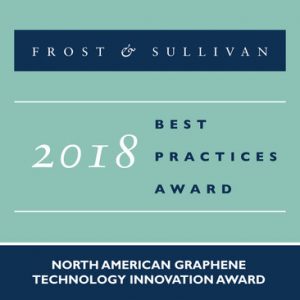 FROST & SULLIVAN
BEST
2018 PRACTICES
AWARD
NORTH AMERICAN GRAPHENE
TECHNOLOGY INNOVATION AWARD